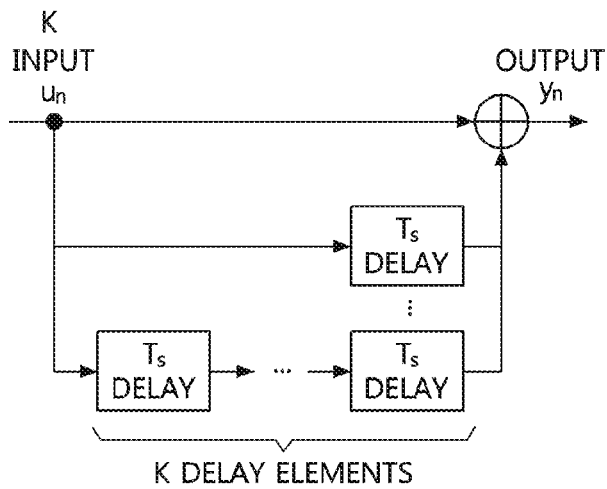 K
INPUT
uₙ
OUTPUT
yₙ
Tₛ
DELAY
⋮
Tₛ
DELAY
...
Tₛ
DELAY
K DELAY ELEMENTS